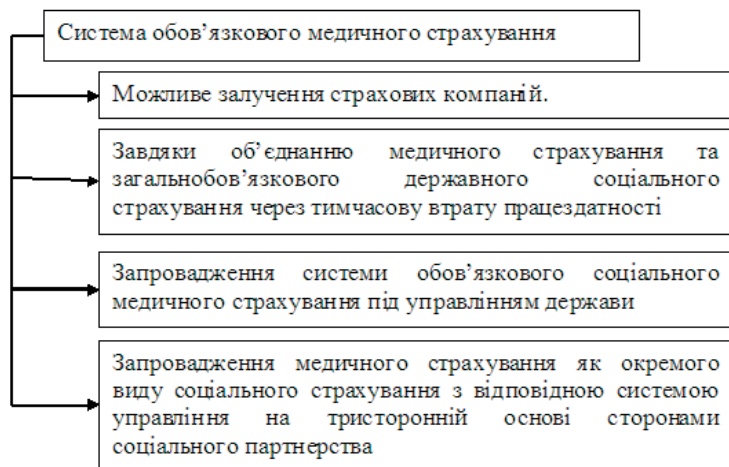 Система обов’язкового медичного страхування
Можливе залучення страхових компаній.
Завдяки об’єднанню медичного страхування та
загальнобов’язкового державного соціального
страхування через тимчасову втрату працездатності
Запровадження системи обов’язкового соціального
медичного страхування під управлінням держави
Запровадження медичного страхування як окремого
виду соціального страхування з відповідною системою
управління на тристоронній основі сторонами
соціального партнерства